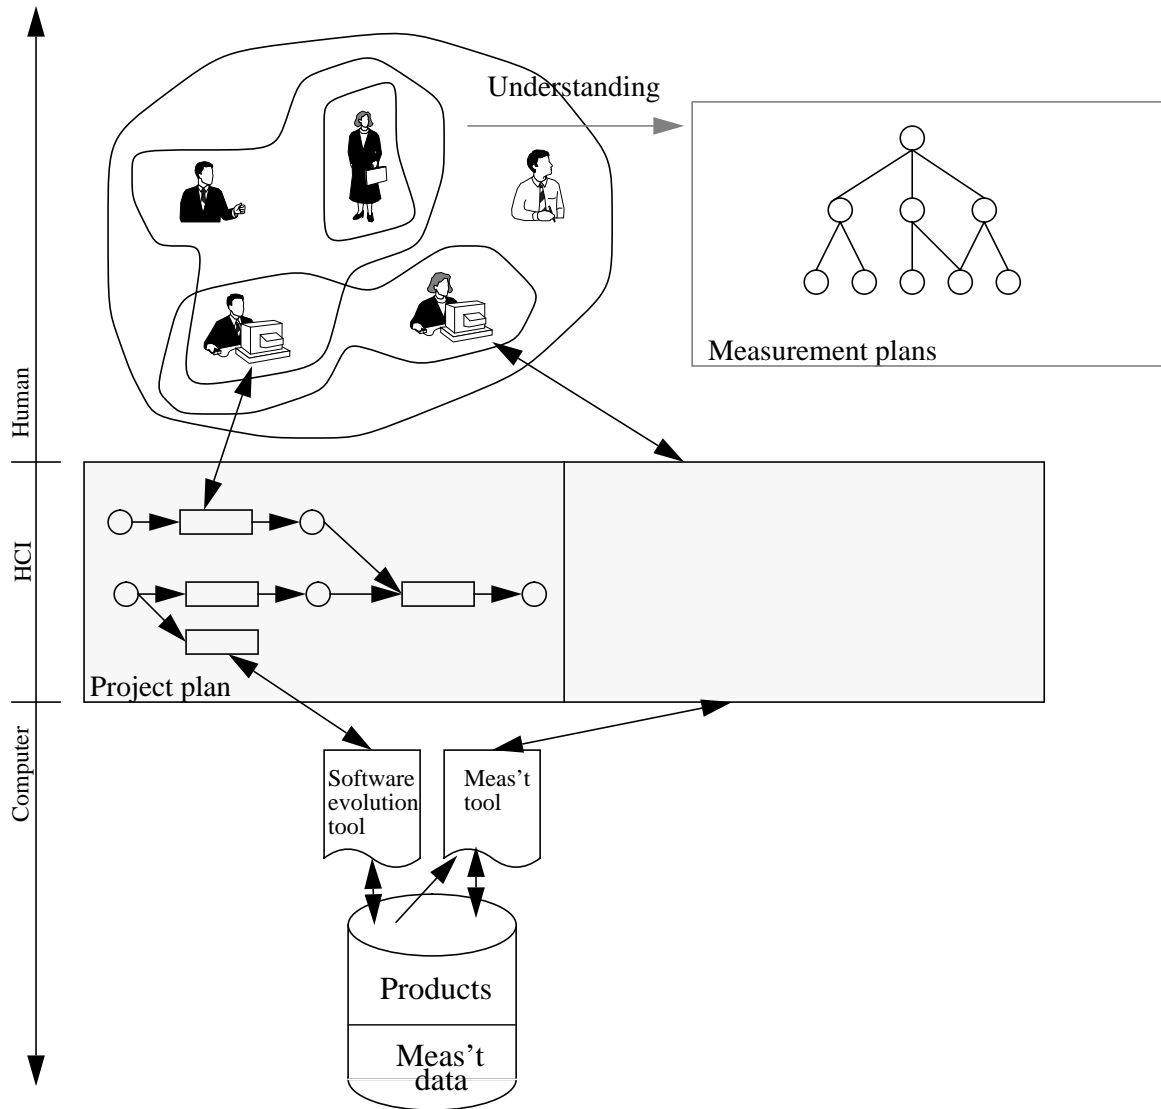 Understanding
Measurement plans
Human
HCI
Project plan
Computer
Software
evolution
tool
Meas't
tool
Products
Meas't
data